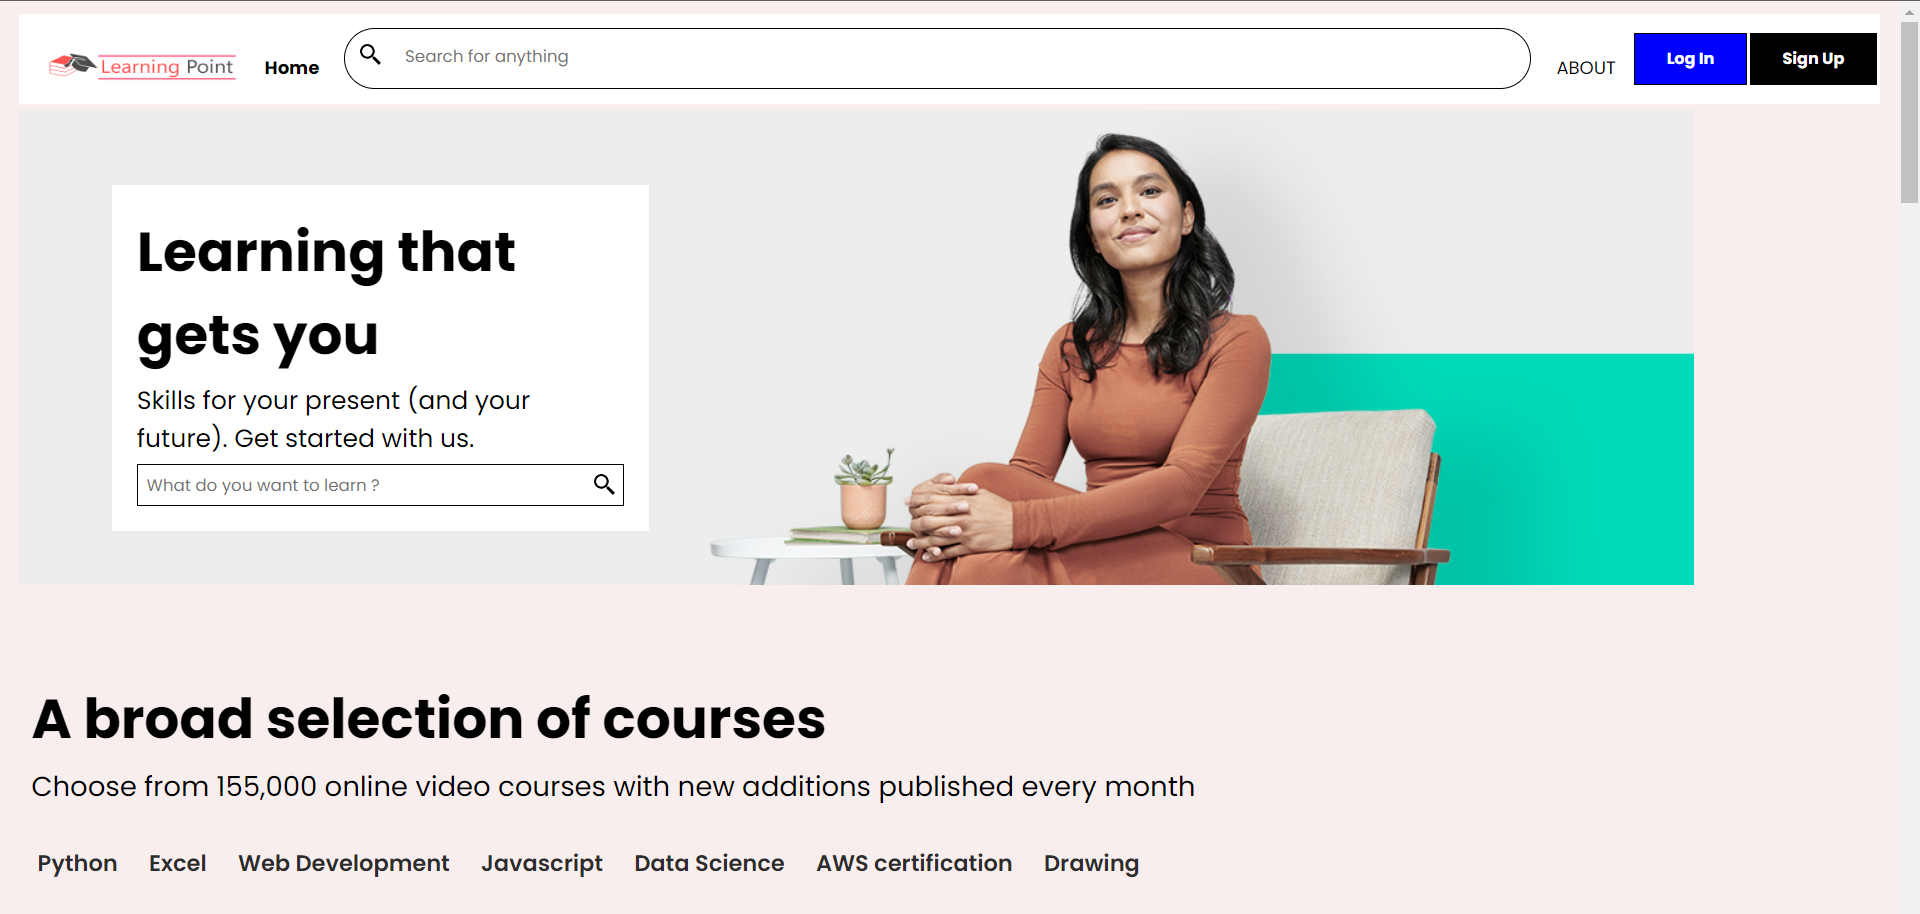 Learning Point
Home
Search for anything
ABOUT
Log In
Sign Up
Learning that
gets you
Skills for your present (and your
future). Get started with us.
What do you want to learn ?
A broad selection of courses
Choose from 155,000 online video courses with new additions published every month
Python Excel Web Development Javascript Data Science AWS certification Drawing